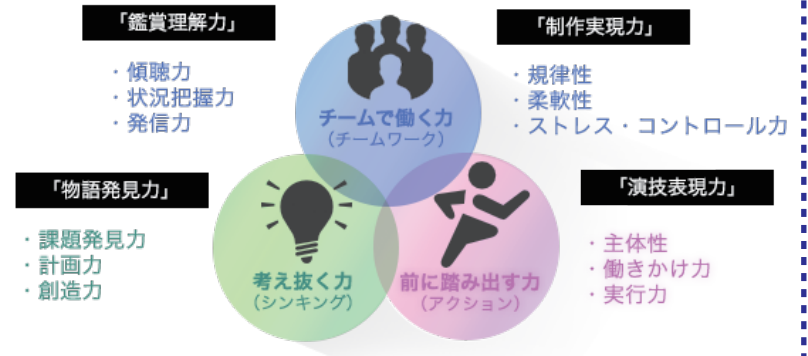 「鑑賞理解力」
・傾聴力
・状況把握力
・発信力
「制作実現力」
・規律性
・柔軟性
・ストレス・コントロール力
チームで働く力
(チームワーク)
「物語発見力」
・課題発見力
・計画力
・創造力
考え抜く力
(シンキング)
前に踏み出す力
(アクション)
「演技表現力」
・主体性
・働きかけ力
・実行力